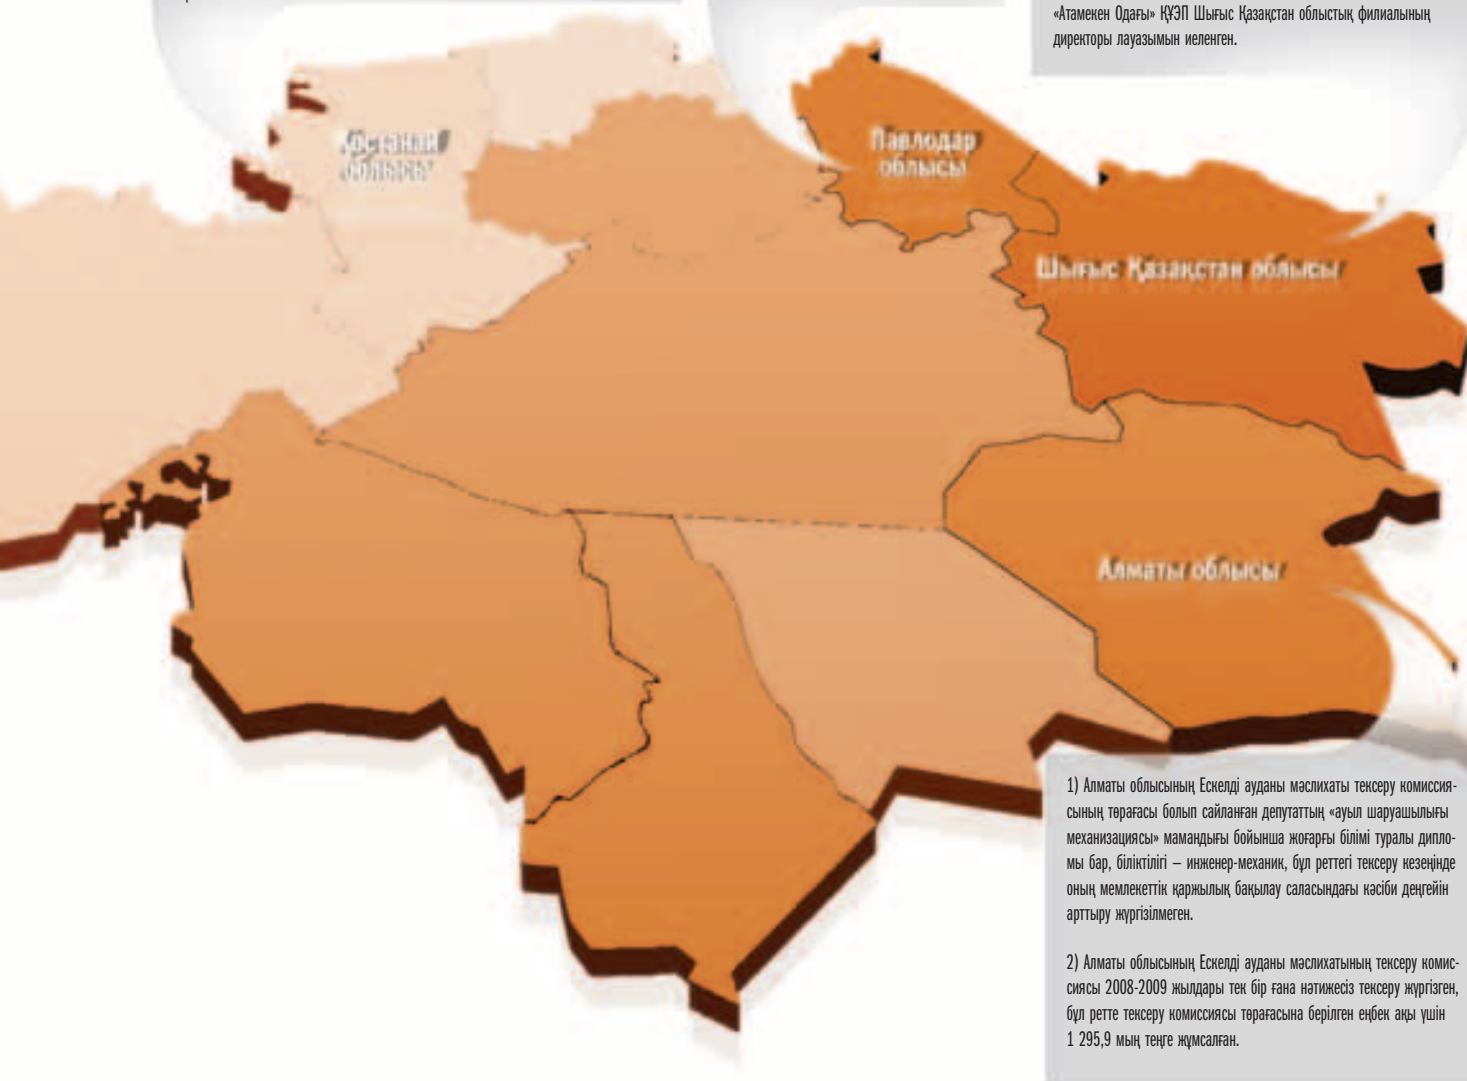 «Атамекен Одағы» ҚҰЭП Шығыс Қазақстан облыстық филиалының
директоры лауазымын иеленген.
Қостанай
облысы
Павлодар
облысы
Шығыс Қазақстан облысы
Алматы облысы
1) Алматы облысының Ескелді ауданы мәслихаты тексеру комиссия-
сының төрағасы болып сайланған депутаттың «ауыл шаруашылығы
механизациясы» мамандығы бойынша жоғарғы білімі туралы дипло-
мы бар, біліктілігі – инженер-механик, бұл реттегі тексеру кезеңінде
оның мемлекеттік қаржылық бақылау саласындағы кәсіби деңгейін
арттыру жүргізілмеген.
2) Алматы облысының Ескелді ауданы мәслихатының тексеру комис-
сиясы 2008-2009 жылдары тек бір ғана нәтижесіз тексеру жүргізген,
бұл ретте тексеру комиссиясы төрағасына берілген еңбек ақы үшін
1 295,9 мың теңге жұмсалған.